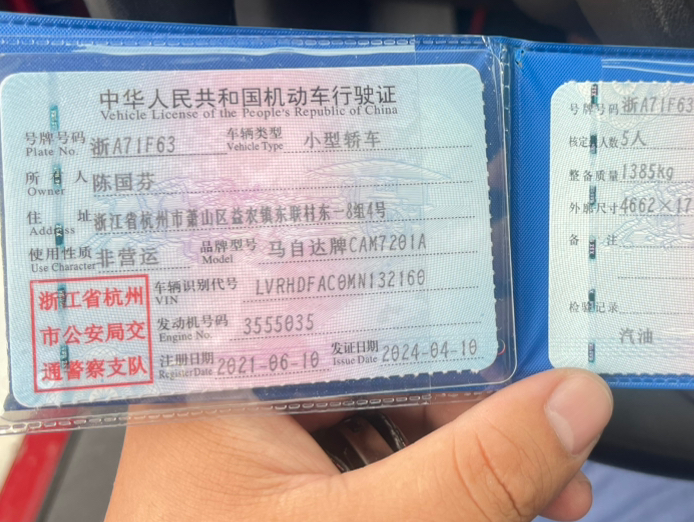 中华人民共和国机动车行驶证
Vehicle License of the People's Republic of China
号牌号码 浙A71F63 车辆类型 小型轿车
Plate No. Vehicle Type
所有人 陈国芬
Owner
住址 浙江省杭州市萧山区益农镇东联村东一8组4号
Address
使用性质 非营运 品牌型号 马自达牌CAM7201A
Use Character Model
浙江省杭州
市公安局交
通警察支队
车辆识别代号 LVRHDFAC0MN132160
VIN
发动机号码 3555035
Engine No.
注册日期 2021-06-10 发证日期 2024-04-10
Register Date Issue Date
号牌号码 浙A71F63
核定 人数 5人
整备质量 1385kg
外廓尺寸 4662×17
备注
检验记录
汽油